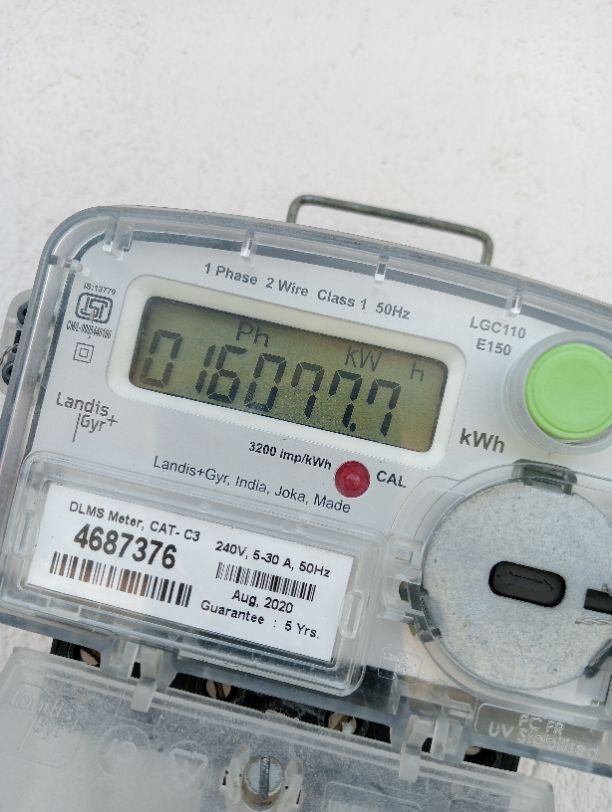 1 Phase 2 Wire Class 1 50Hz
IS:13779
LGC110
E150
Ph
kW h
016077.7
kWh
Landis
Gyr+
3200 imp/kWh
CAL
Landis+Gyr, India, Joka, Made
DLMS Meter, CAT- C3
4687376
240V, 5-30 A, 50Hz
Aug, 2020
Guarantee : 5 Yrs.
UV Stabilised